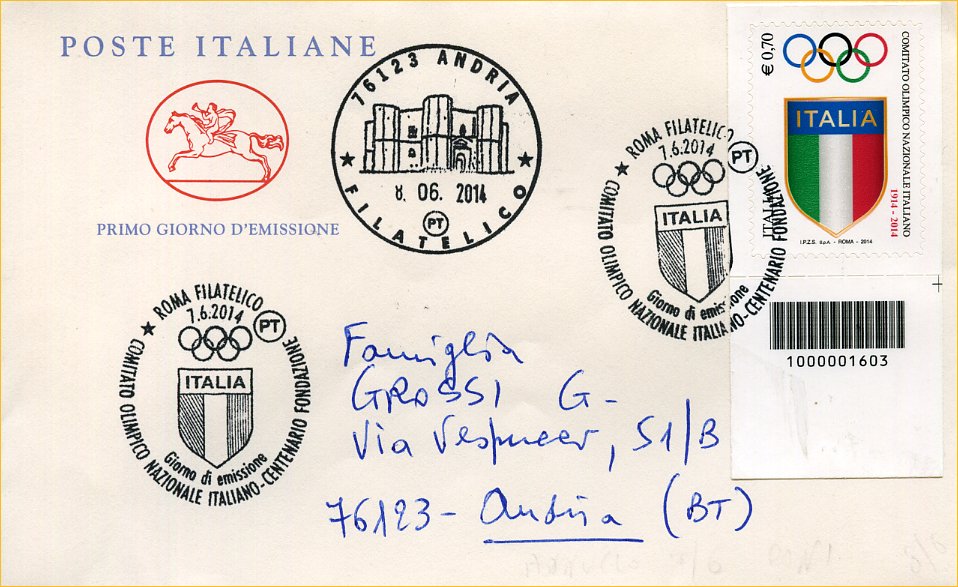 POSTE ITALIANE
PRIMO GIORNO D'EMISSIONE
76123 ANDRIA
8. 06. 2014
PT
FILATELICO
ROMA FILATELICO
7.6.2014
PT
ITALIA
Giorno di emissione
COMITATO OLIMPICO NAZIONALE ITALIANO-CENTENARIO FONDAZIONE
€ 0,70
COMITATO OLIMPICO NAZIONALE ITALIANO
1914 - 2014
ITALIA
ITALIA
I.P.Z.S. S.p.A. - ROMA - 2014
1000001603
ROMA FILATELICO
7.6.2014
PT
ITALIA
Giorno di emissione
COMITATO OLIMPICO NAZIONALE ITALIANO-CENTENARIO FONDAZIONE
Famiglia
GROSSI G-
Via Vespucci, 51/B
76123- Andria (BT)